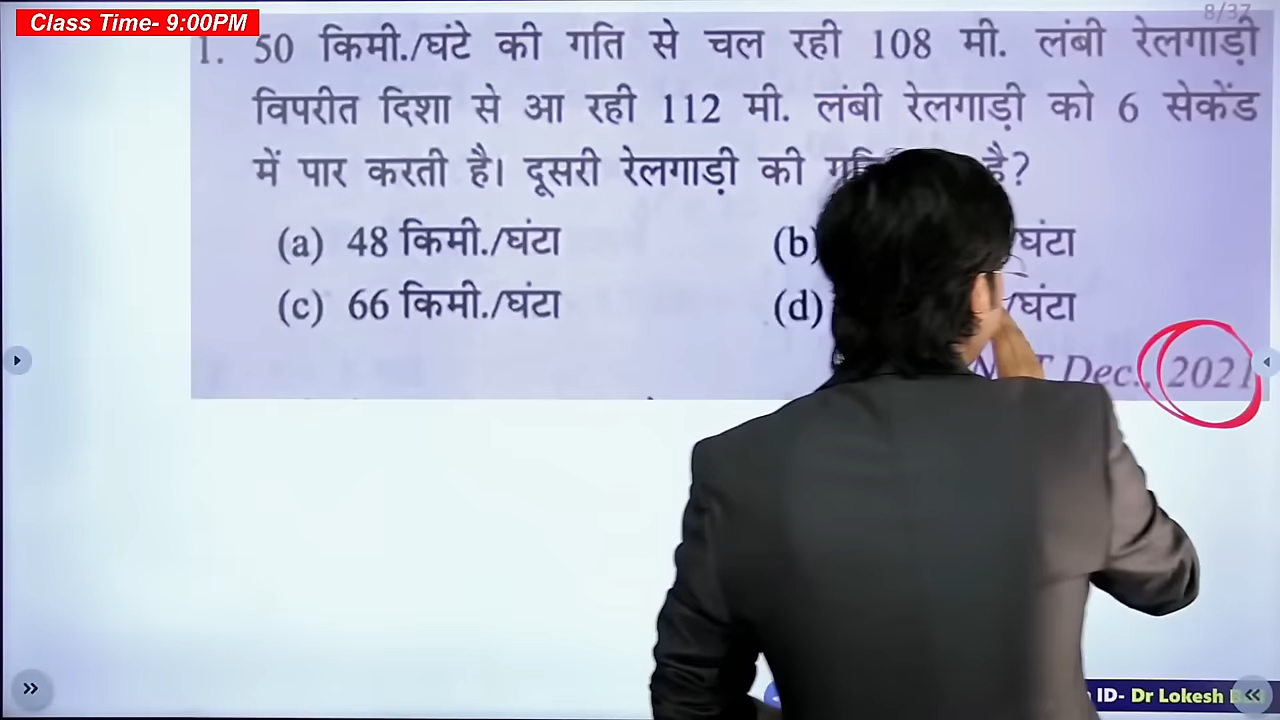 Class Time- 9:00PM
8/37
1. 50 किमी./घंटे की गति से चल रही 108 मी. लंबी रेलगाड़ी
विपरीत दिशा से आ रही 112 मी. लंबी रेलगाड़ी को 6 सेकेंड
में पार करती है। दूसरी रेलगाड़ी की है?
(a) 48 किमी./घंटा (b) /घंटा
(c) 66 किमी./घंटा (d) /घंटा
Dec., 2021
ID- Dr Lokesh